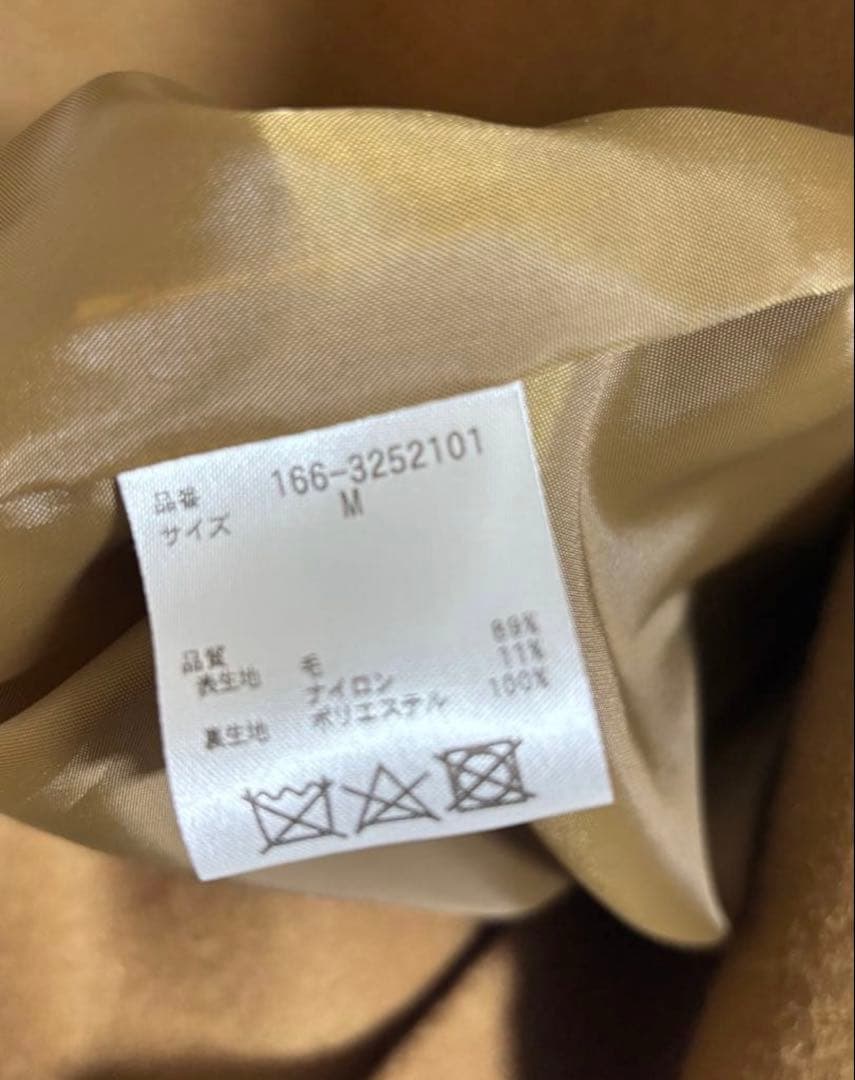 品番 166-3252101
サイズ M
品質
表生地 毛 89%
ナイロン 11%
裏生地 ポリエステル 100%